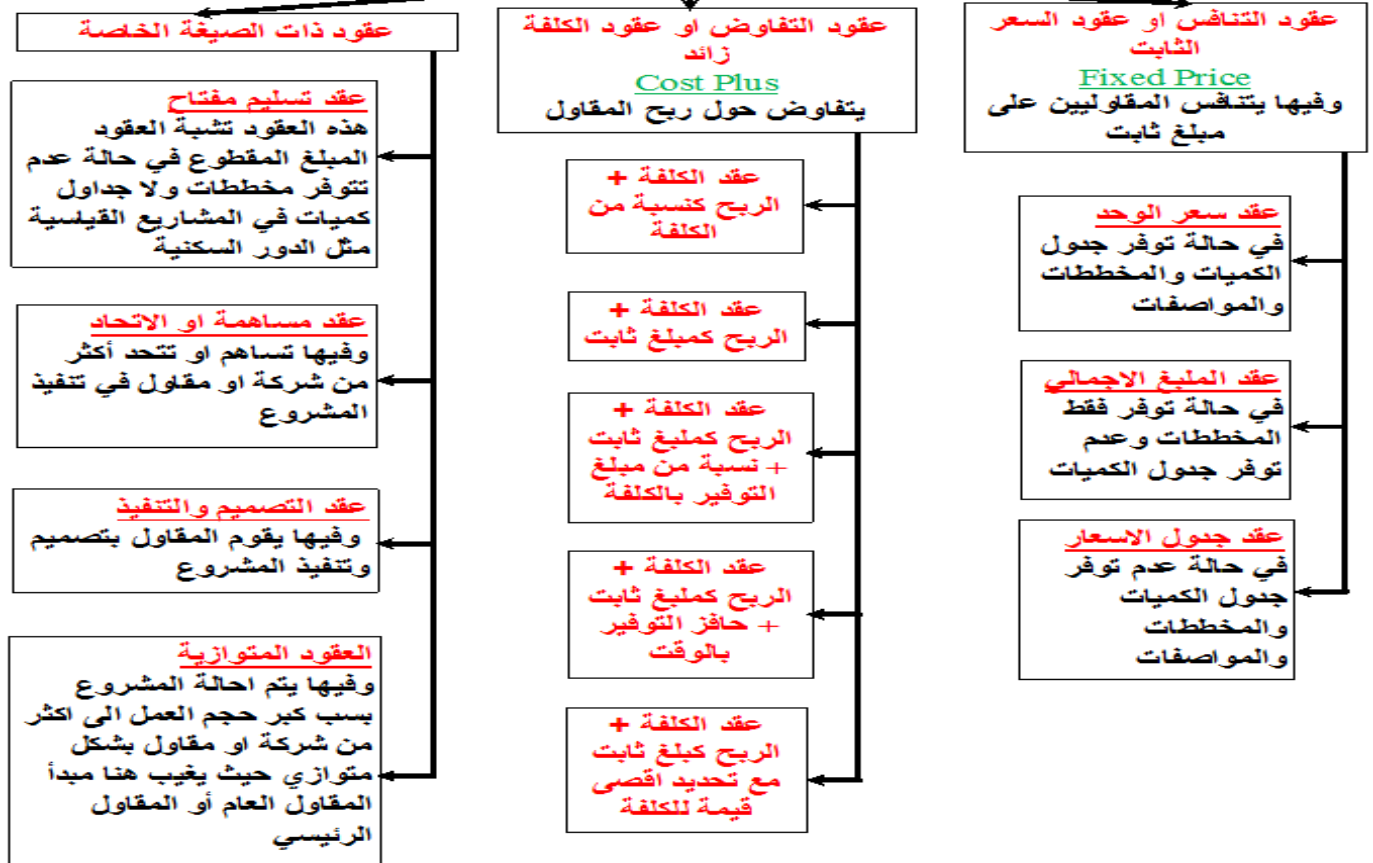 عقود التنافس او عقود السعر
الثابت
Fixed Price
وفيها يتنافس المقاوليين على
مبلغ ثابت
عقد سعر الوحد
في حالة توفر جدول
الكميات والمخططات
والمواصفات
عقد الملبغ الاجمالي
في حالة توفر فقط
المخططات وعدم
توفر جدول الكميات
عقد جدول الاسعار
في حالة عدم توفر
جدول الكميات
والمخططات
والمواصفات
عقود التفاوض او عقود الكلفة
زائد
Cost Plus
يتفاوض حول ربح المقاول
عقد الكلفة +
الربح كنسبة من
الكلفة
عقد الكلفة +
الربح كمبلغ ثابت
عقد الكلفة +
الربح كملبغ ثابت
+ نسبة من مبلغ
التوفير بالكلفة
عقد الكلفة +
الربح كملبغ ثابت
+ حافز التوفير
بالوقت
عقد الكلفة +
الربح كبلغ ثابت
مع تحديد اقصى
قيمة للكلفة
عقود ذات الصيغة الخاصة
عقد تسليم مفتاح
هذه العقود تشبة العقود
المبلغ المقطوع في حالة عدم
تتوفر مخططات ولا جداول
كميات في المشاريع القياسية
مثل الدور السكنية
عقد مساهمة او الاتحاد
وفيها تساهم او تتحد أكثر
من شركة او مقاول في تنفيذ
المشروع
عقد التصميم والتنفيذ
وفيها يقوم المقاول بتصميم
وتنفيذ المشروع
العقود المتوازية
وفيها يتم احالة المشروع
بسب كبر حجم العمل الى اكثر
من شركة او مقاول بشكل
متوازي حيث يغيب هنا مبدأ
المقاول العام أو المقاول
الرئيسي